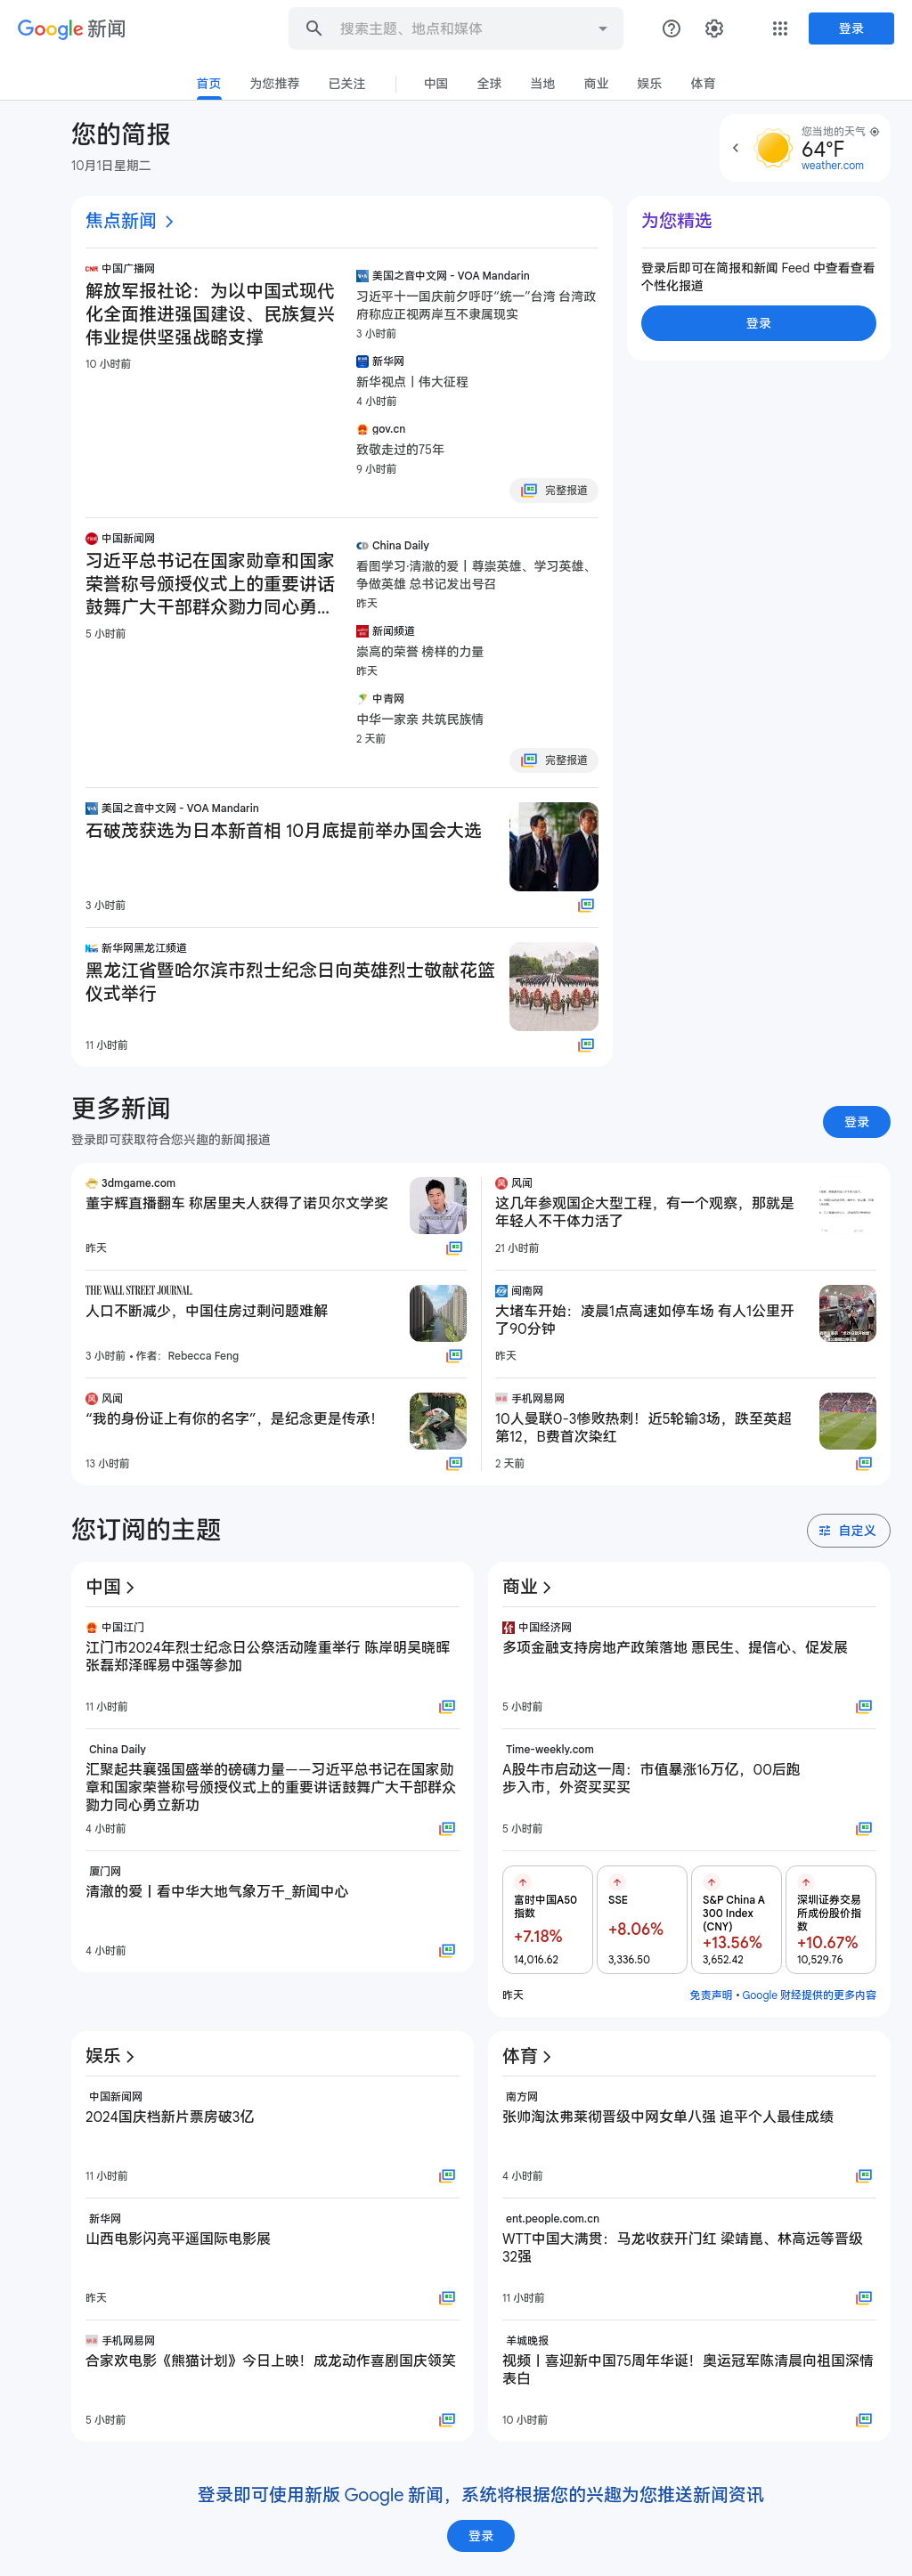 Google 新闻
搜索主题、地点和媒体
登录
首页
为您推荐
已关注
中国
全球
当地
商业
娱乐
体育
您的简报
10月1日星期二
您当地的天气
64°F
weather.com
焦点新闻
中国广播网
解放军报社论：为以中国式现代
化全面推进强国建设、民族复兴
伟业提供坚强战略支撑
10 小时前
美国之音中文网 - VOA Mandarin
习近平十一国庆前夕呼吁“统一”台湾 台湾政
府称应正视两岸互不隶属现实
3 小时前
新华网
新华视点丨伟大征程
4 小时前
gov.cn
致敬走过的75年
9 小时前
完整报道
中国新闻网
习近平总书记在国家勋章和国家
荣誉称号颁授仪式上的重要讲话
鼓舞广大干部群众勠力同心勇...
5 小时前
China Daily
看图学习·清澈的爱丨尊崇英雄、学习英雄、
争做英雄 总书记发出号召
昨天
新闻频道
崇高的荣誉 榜样的力量
昨天
中青网
中华一家亲 共筑民族情
2 天前
完整报道
美国之音中文网 - VOA Mandarin
石破茂获选为日本新首相 10月底提前举办国会大选
3 小时前
新华网黑龙江频道
黑龙江省暨哈尔滨市烈士纪念日向英雄烈士敬献花篮
仪式举行
11 小时前
为您精选
登录后即可在简报和新闻 Feed 中查看查看
个性化报道
登录
更多新闻
登录即可获取符合您兴趣的新闻报道
登录
3dmgame.com
董宇辉直播翻车 称居里夫人获得了诺贝尔文学奖
昨天
THE WALL STREET JOURNAL.
人口不断减少，中国住房过剩问题难解
3 小时前 • 作者： Rebecca Feng
风闻
“我的身份证上有你的名字”，是纪念更是传承！
13 小时前
风闻
这几年参观国企大型工程，有一个观察，那就是
年轻人不干体力活了
21 小时前
闽南网
大堵车开始：凌晨1点高速如停车场 有人1公里开
了90分钟
昨天
手机网易网
10人曼联0-3惨败热刺！近5轮输3场，跌至英超
第12，B费首次染红
2 天前
您订阅的主题
自定义
中国
中国江门
江门市2024年烈士纪念日公祭活动隆重举行 陈岸明吴晓晖
张磊郑泽晖易中强等参加
11 小时前
China Daily
汇聚起共襄强国盛举的磅礴力量——习近平总书记在国家勋
章和国家荣誉称号颁授仪式上的重要讲话鼓舞广大干部群众
勠力同心勇立新功
4 小时前
厦门网
清澈的爱丨看中华大地气象万千_新闻中心
4 小时前
商业
中国经济网
多项金融支持房地产政策落地 惠民生、提信心、促发展
5 小时前
Time-weekly.com
A股牛市启动这一周：市值暴涨16万亿，00后跑
步入市，外资买买买
5 小时前
富时中国A50
指数
+7.18%
14,016.62
SSE
+8.06%
3,336.50
S&P China A
300 Index
(CNY)
+13.56%
3,652.42
深圳证券交易
所成份股价指
数
+10.67%
10,529.76
昨天
免责声明 • Google 财经提供的更多内容
娱乐
中国新闻网
2024国庆档新片票房破3亿
11 小时前
新华网
山西电影闪亮平遥国际电影展
昨天
手机网易网
合家欢电影《熊猫计划》今日上映！成龙动作喜剧国庆领笑
5 小时前
体育
南方网
张帅淘汰弗莱彻晋级中网女单八强 追平个人最佳成绩
4 小时前
ent.people.com.cn
WTT中国大满贯：马龙收获开门红 梁靖崑、林高远等晋级
32强
11 小时前
羊城晚报
视频丨喜迎新中国75周年华诞！奥运冠军陈清晨向祖国深情
表白
10 小时前
登录即可使用新版 Google 新闻，系统将根据您的兴趣为您推送新闻资讯
登录